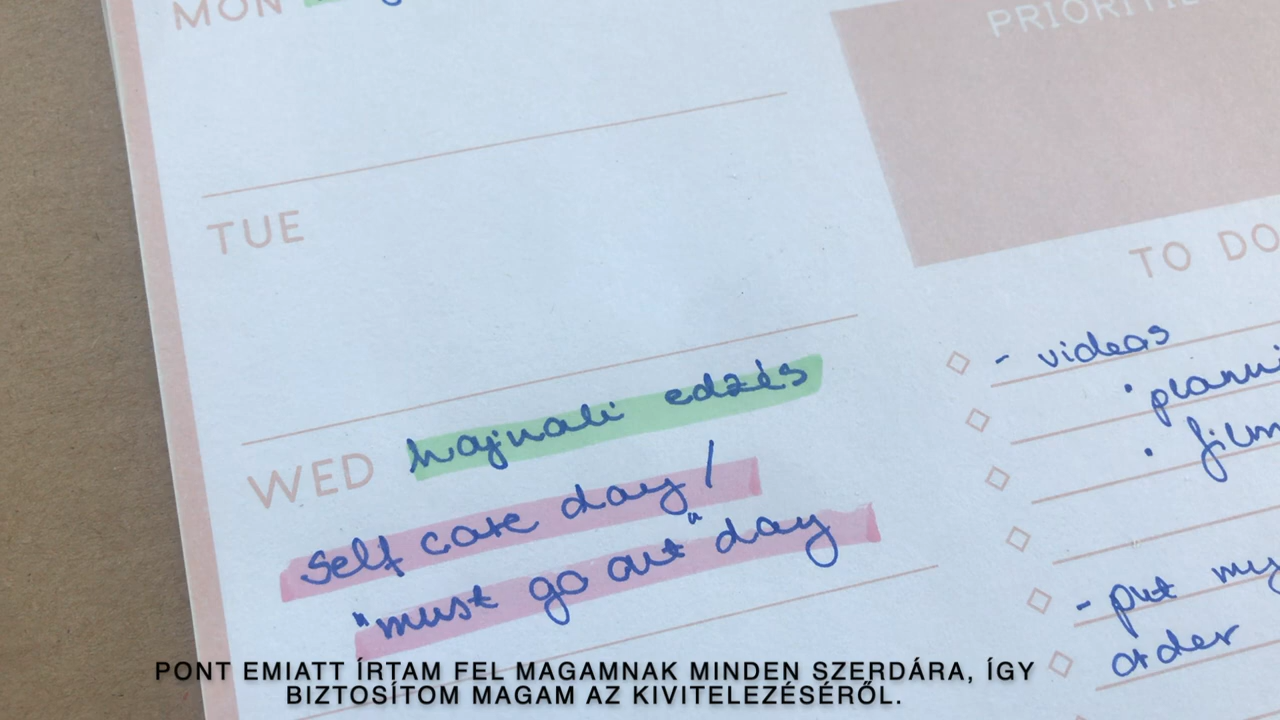 MON
PRIORITIE
TUE
TO DO
WED hajnali edzés
Self care day /
"must go out" day
- videos
· planni
· film
- put my
order
PONT EMIATT ÍRTAM FEL MAGAMNAK MINDEN SZERDÁRA, ÍGY
BIZTOSÍTOM MAGAM AZ KIVITELEZÉSÉRŐL.